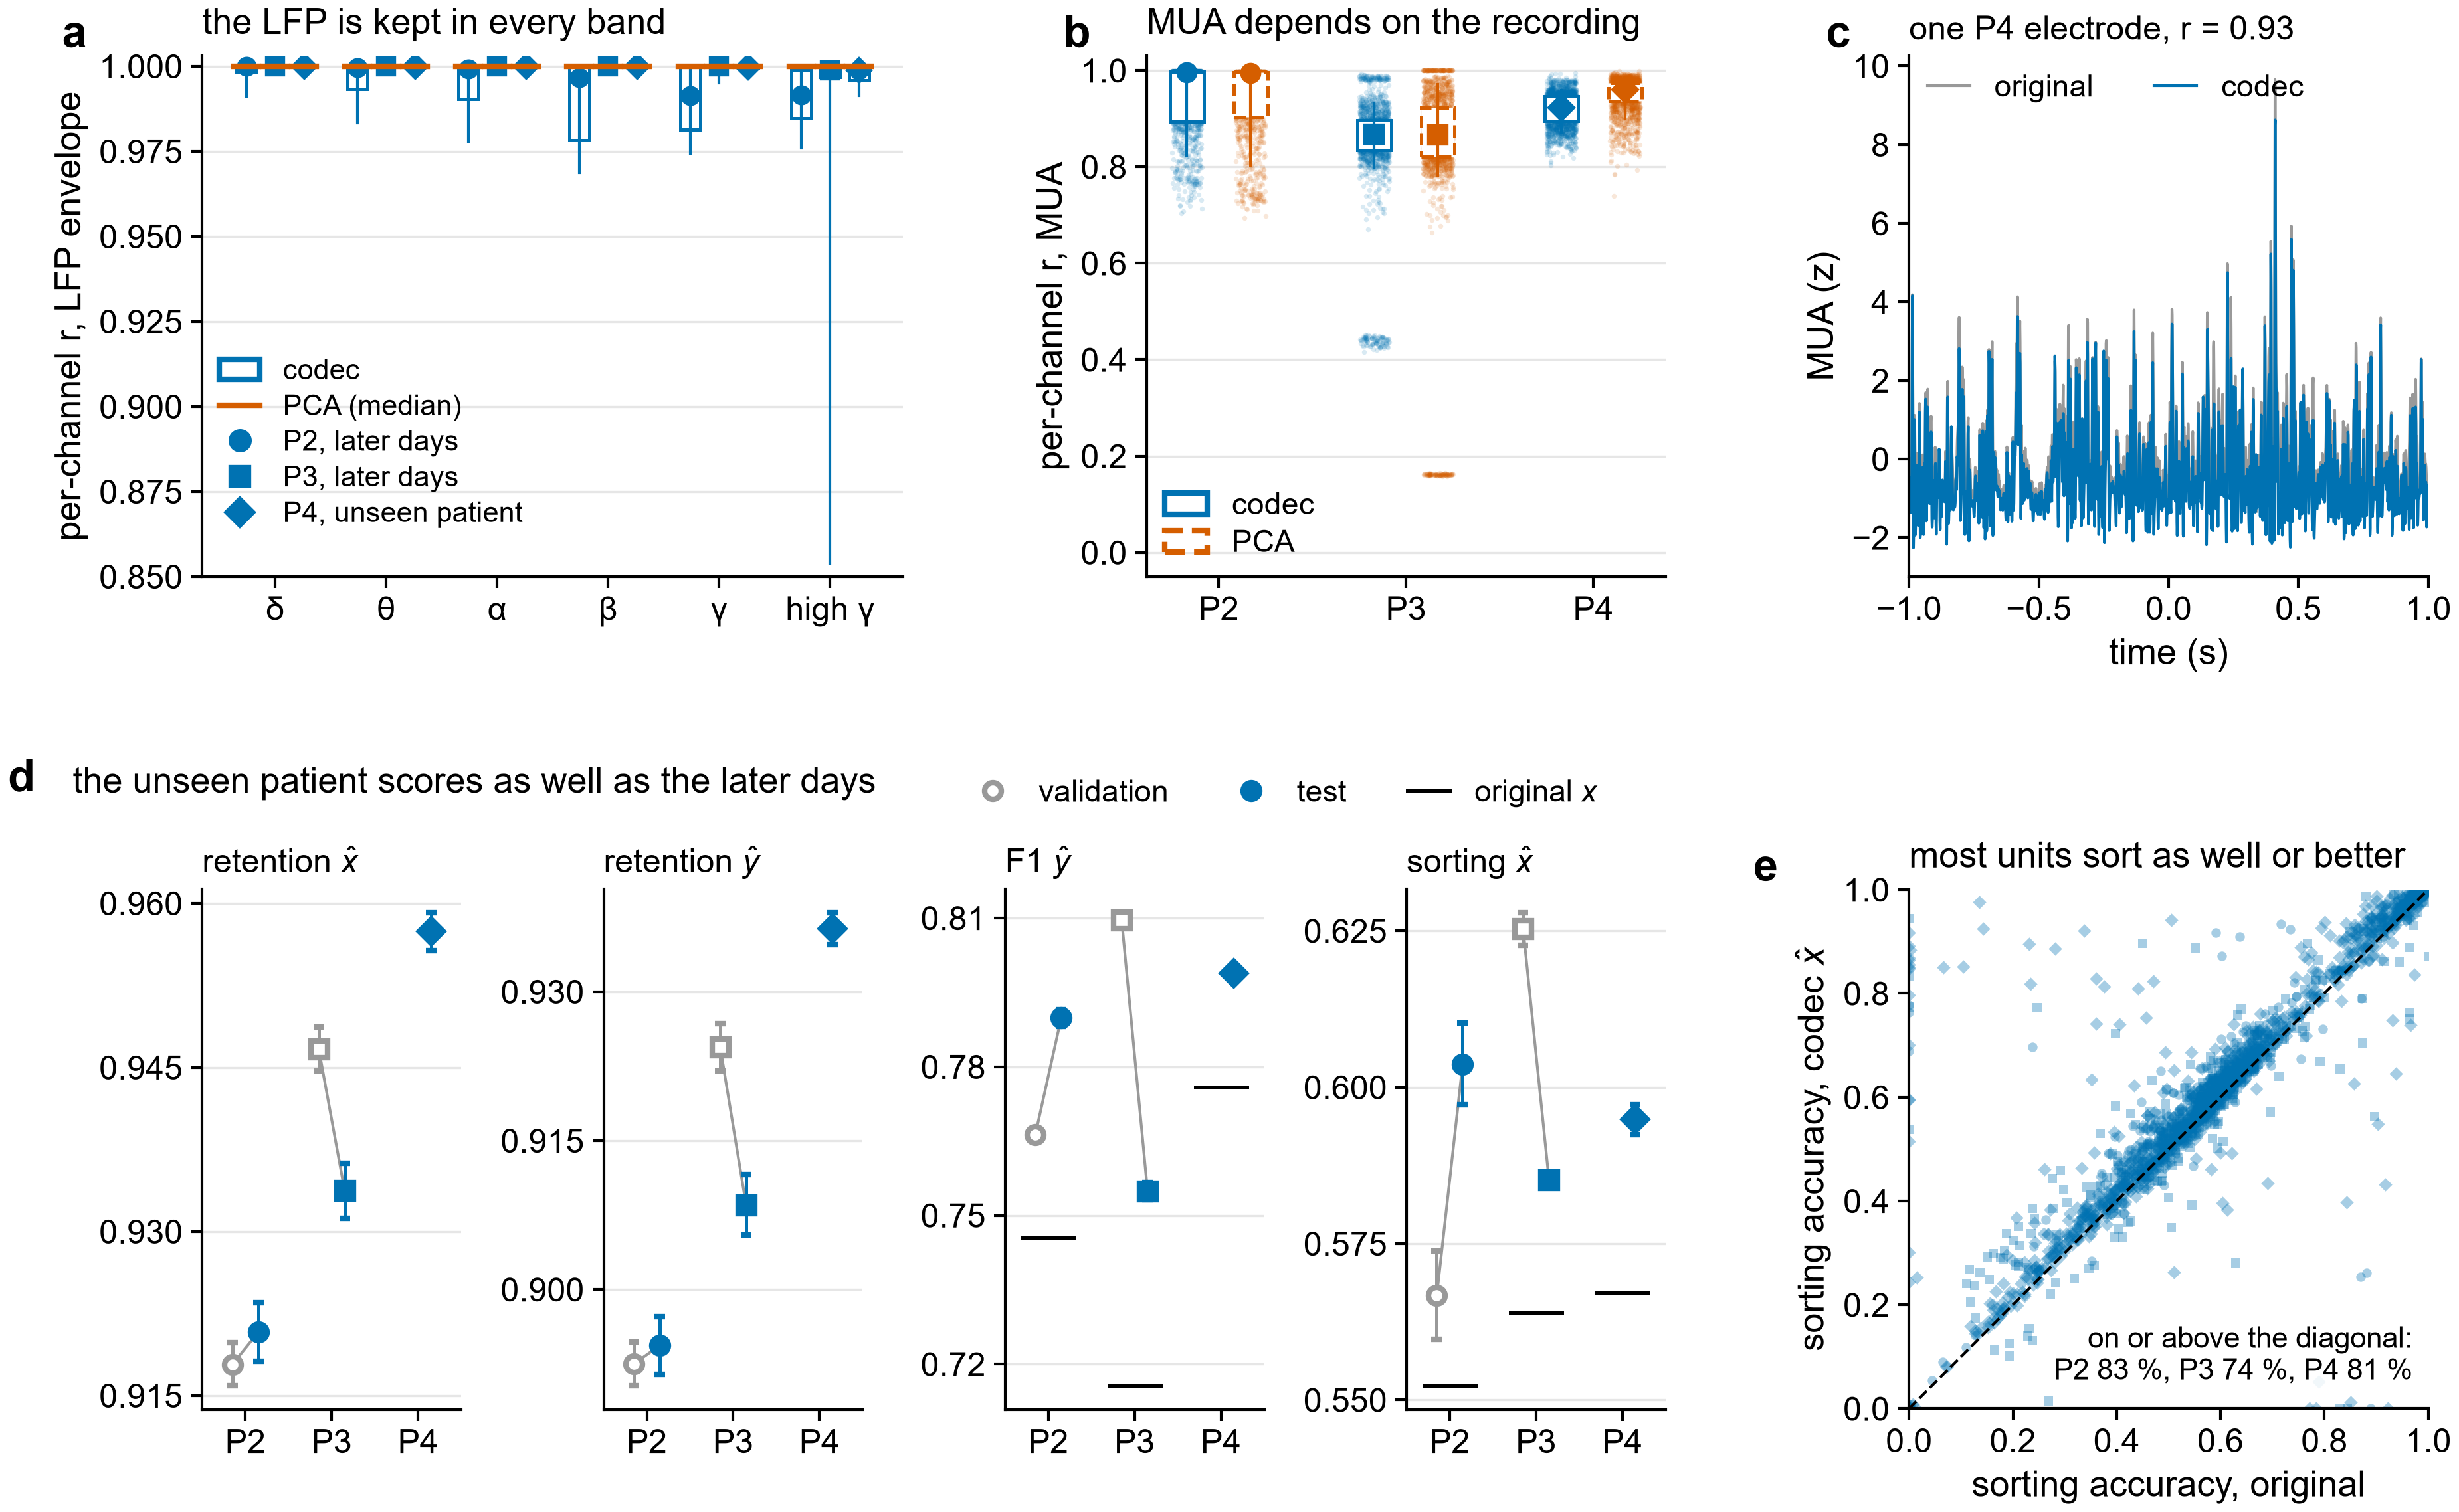 a
the LFP is kept in every band
per-channel r, LFP envelope
1.000
0.975
0.950
0.925
0.900
0.875
0.850
codec
PCA (median)
P2, later days
P3, later days
P4, unseen patient
δ θ α β γ high γ
b
MUA depends on the recording
per-channel r, MUA
1.0
0.8
0.6
0.4
0.2
0.0
codec
PCA
P2 P3 P4
c
one P4 electrode, r = 0.93
original codec
MUA (z)
10
8
6
4
2
0
−2
−1.0 −0.5 0.0 0.5 1.0
time (s)
d
the unseen patient scores as well as the later days
validation test original x
retention x̂
0.960
0.945
0.930
0.915
P2 P3 P4
retention ŷ
0.930
0.915
0.900
P2 P3 P4
F1 ŷ
0.81
0.78
0.75
0.72
P2 P3 P4
sorting x̂
0.625
0.600
0.575
0.550
P2 P3 P4
e
most units sort as well or better
sorting accuracy, codec x̂
1.0
0.8
0.6
0.4
0.2
0.0
on or above the diagonal:
P2 83 %, P3 74 %, P4 81 %
0.0 0.2 0.4 0.6 0.8 1.0
sorting accuracy, original